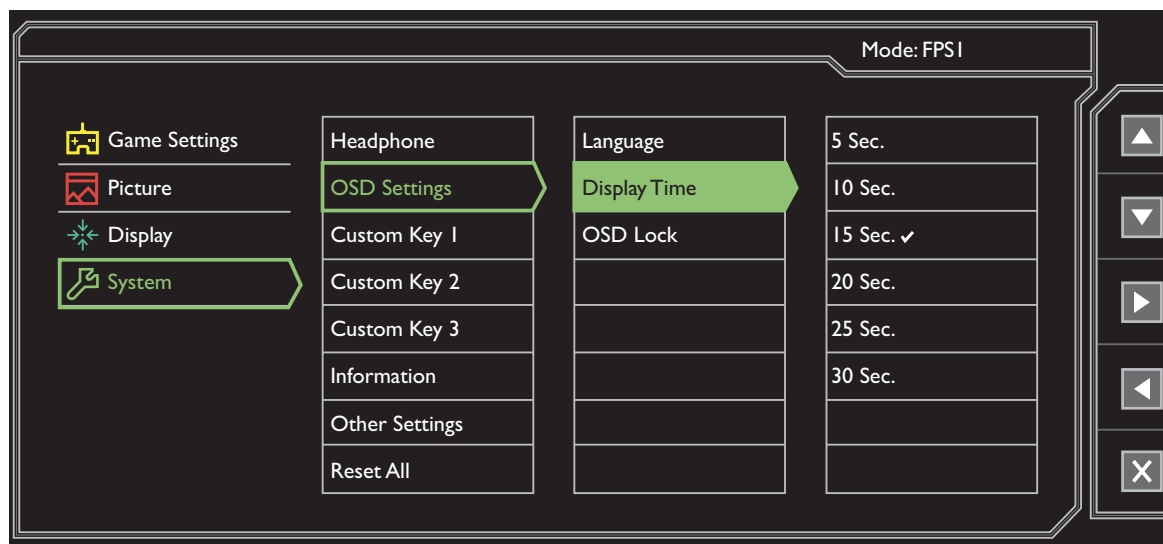 Mode: FPS1
Game Settings
Picture
Display
System
Headphone
OSD Settings
Custom Key 1
Custom Key 2
Custom Key 3
Information
Other Settings
Reset All
Language
Display Time
OSD Lock
5 Sec.
10 Sec.
15 Sec. ✔
20 Sec.
25 Sec.
30 Sec.